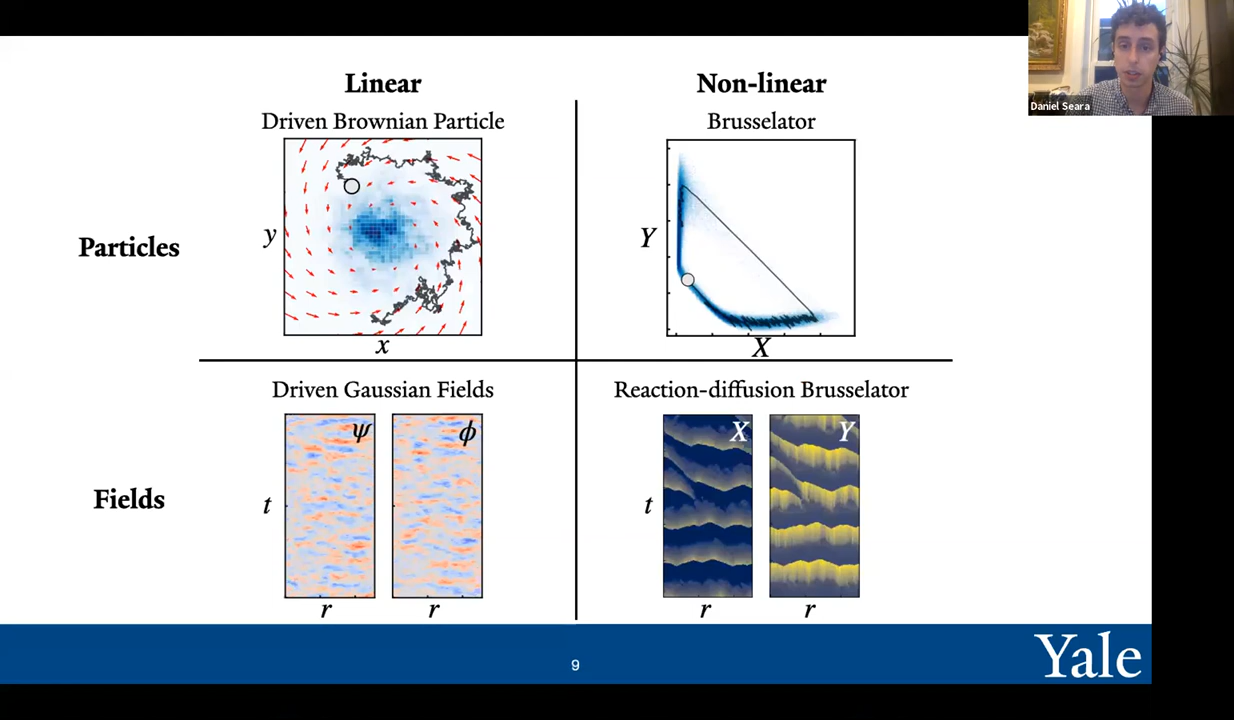 Daniel Seara
Linear
Non-linear
Driven Brownian Particle
Brusselator
y
x
Y
X
Particles
Driven Gaussian Fields
Reaction-diffusion Brusselator
ψ
ϕ
X
Y
Fields
t
t
r
r
r
r
9
Yale